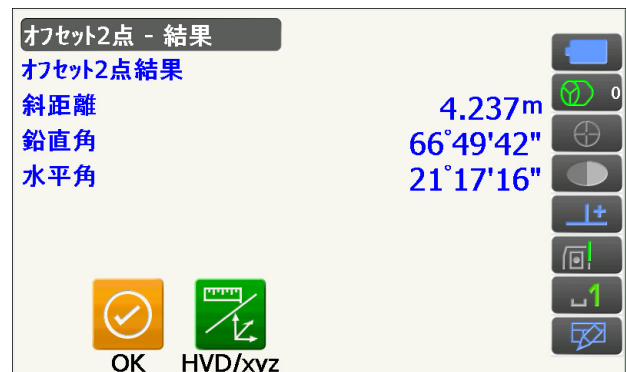 オフセット2点 - 結果
オフセット2点結果
斜距離 4.237m
鉛直角 66°49'42"
水平角 21°17'16"
0
1
OK HVD/xyz